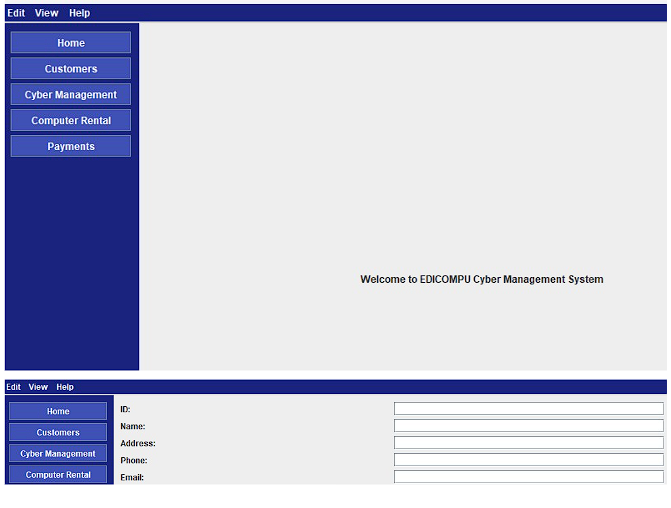 Edit View Help
Home
Customers
Cyber Management
Computer Rental
Payments
Welcome to EDICOMPU Cyber Management System
Edit View Help
Home
Customers
Cyber Management
Computer Rental
ID:
Name:
Address:
Phone:
Email: